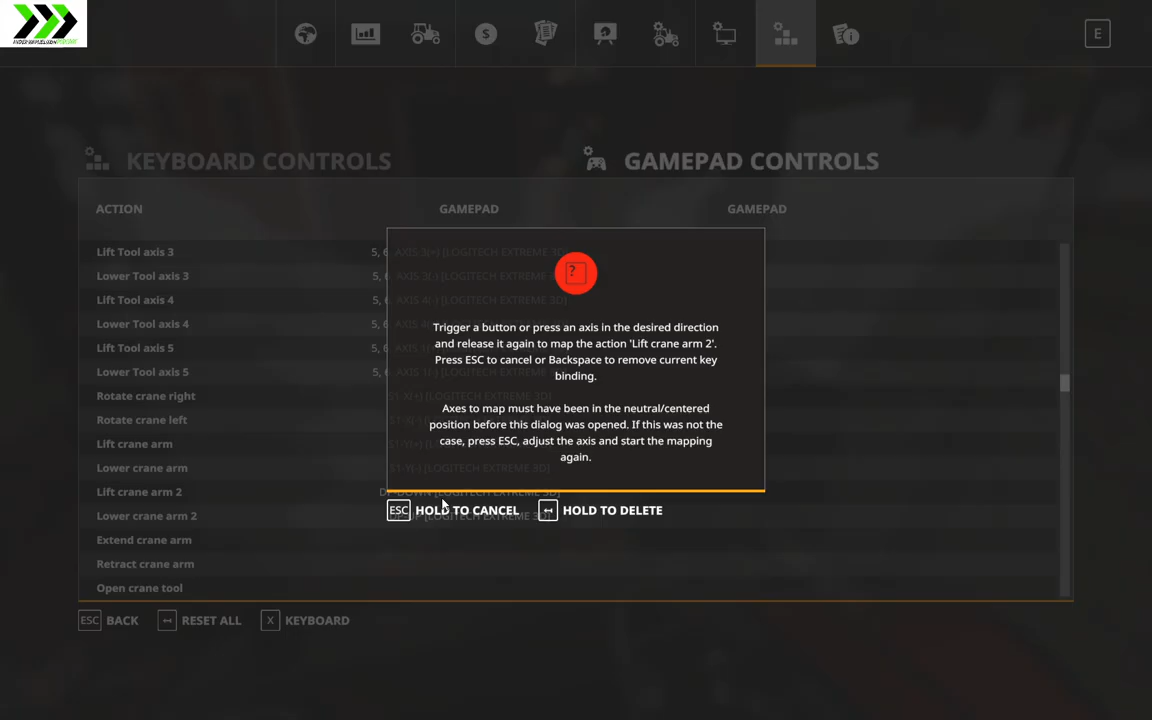 E
KEYBOARD CONTROLS
GAMEPAD CONTROLS
ACTION GAMEPAD GAMEPAD
Lift Tool axis 3
Lower Tool axis 3
Lift Tool axis 4
Lower Tool axis 4
Lift Tool axis 5
Lower Tool axis 5
Rotate crane right
Rotate crane left
Lift crane arm
Lower crane arm
Lift crane arm 2
Lower crane arm 2
Extend crane arm
Retract crane arm
Open crane tool
?
Trigger a button or press an axis in the desired direction
and release it again to map the action 'Lift crane arm 2'.
Press ESC to cancel or Backspace to remove current key
binding.
Axes to map must have been in the neutral/centered
position before this dialog was opened. If this was not the
case, press ESC, adjust the axis and start the mapping
again.
ESC HOLD TO CANCEL HOLD TO DELETE
ESC BACK RESET ALL X KEYBOARD